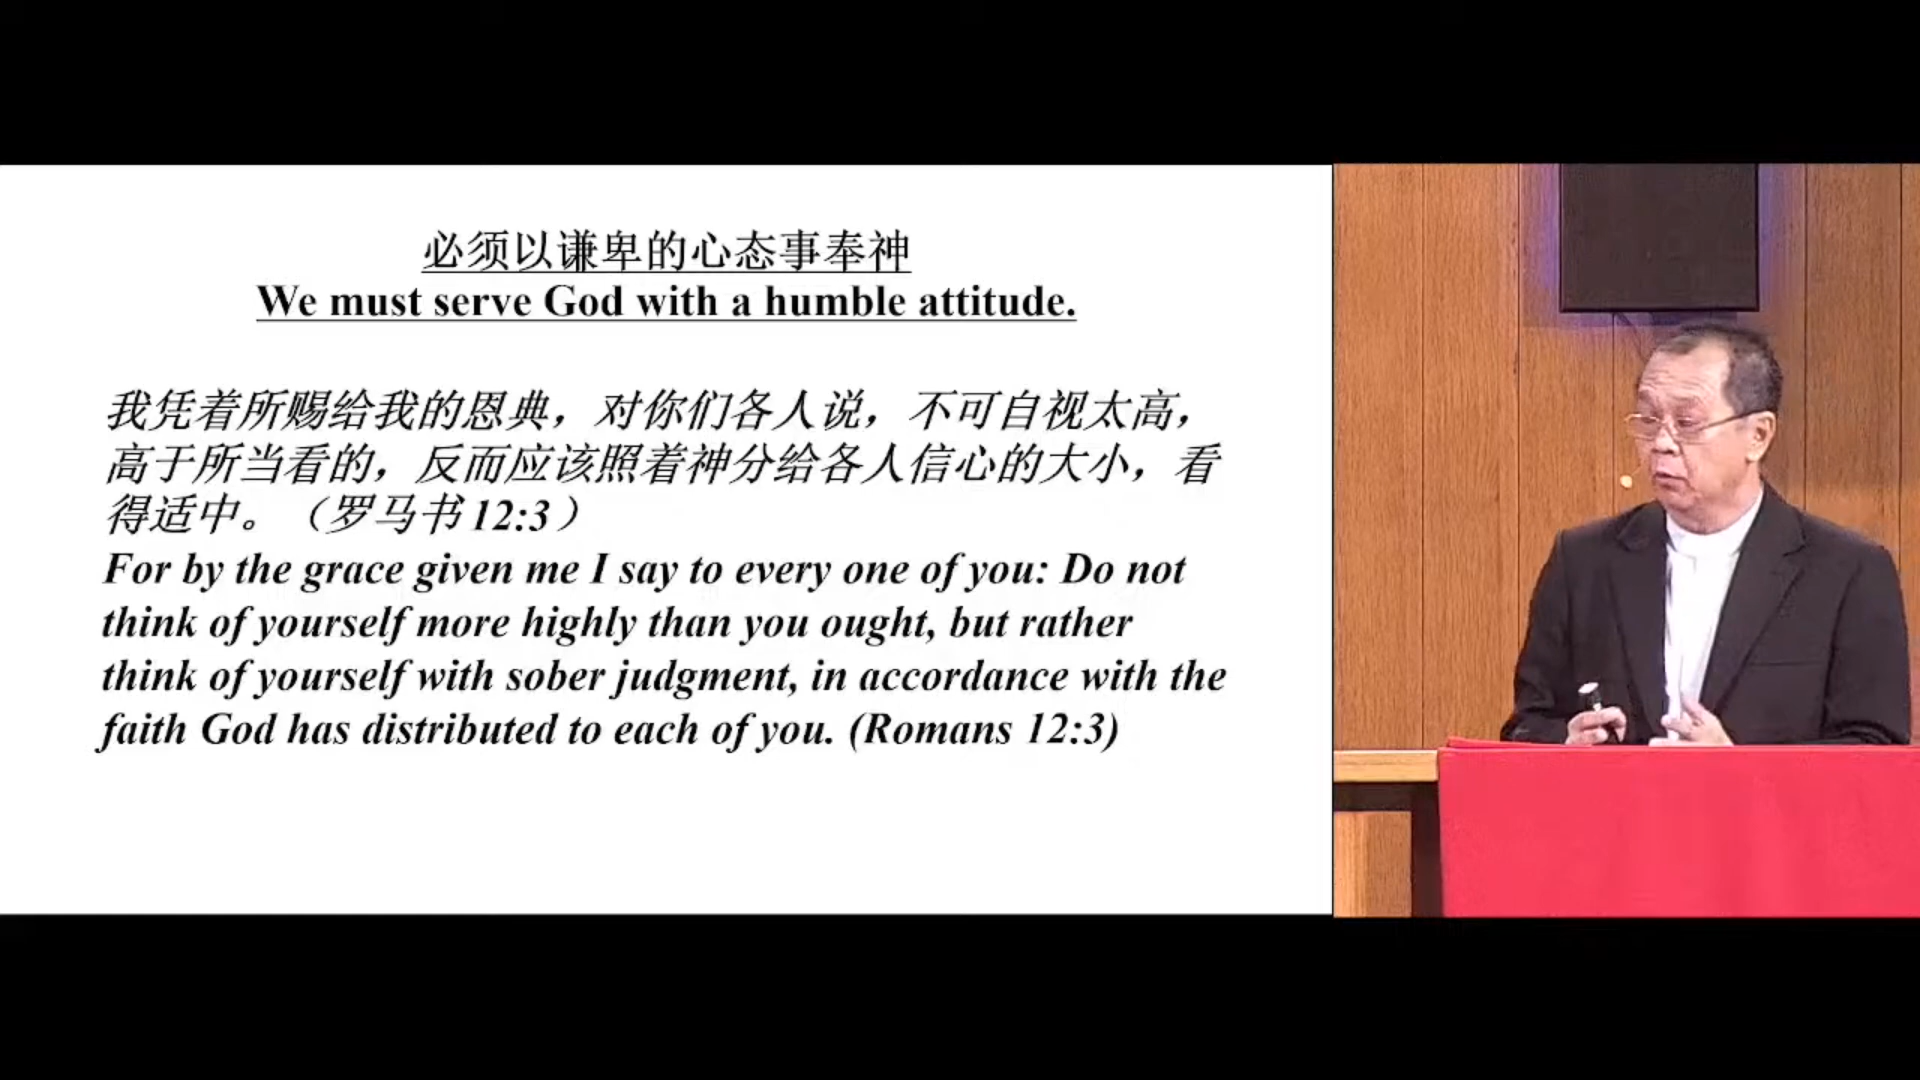 必须以谦卑的心态事奉神
We must serve God with a humble attitude.
我凭着所赐给我的恩典，对你们各人说，不可自视太高，
高于所当看的，反而应该照着神分给各人信心的大小，看
得适中。（罗马书12:3）
For by the grace given me I say to every one of you: Do not
think of yourself more highly than you ought, but rather
think of yourself with sober judgment, in accordance with the
faith God has distributed to each of you. (Romans 12:3)